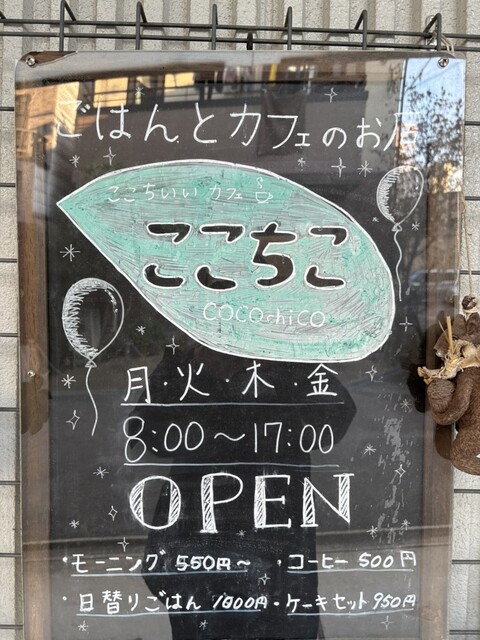 ごはんとカフェのお店
ここちいいカフェ
ここちこ
COCO chico
月・火・木・金
8:00～17:00
OPEN
・モーニング 550円～ ・コーヒー 500円
・日替りごはん 1000円 ・ケーキセット 950円